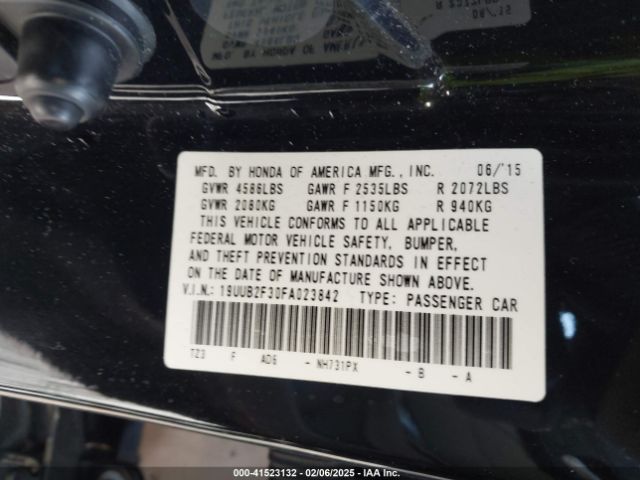 MFD. BY HONDA OF AMERICA MFG., INC. 06/'15
GVWR 4586LBS GAWR F 2535LBS R 2072LBS
GVWR 2080KG GAWR F 1150KG R 940KG
THIS VEHICLE CONFORMS TO ALL APPLICABLE
FEDERAL MOTOR VEHICLE SAFETY, BUMPER,
AND THEFT PREVENTION STANDARDS IN EFFECT
ON THE DATE OF MANUFACTURE SHOWN ABOVE.
V.I.N.: 19UUB2F30FA023642 TYPE: PASSENGER CAR
TZ3 F AD6 - NH731PX - B - A
000-41523132 - 02/06/2025 - IAA Inc.